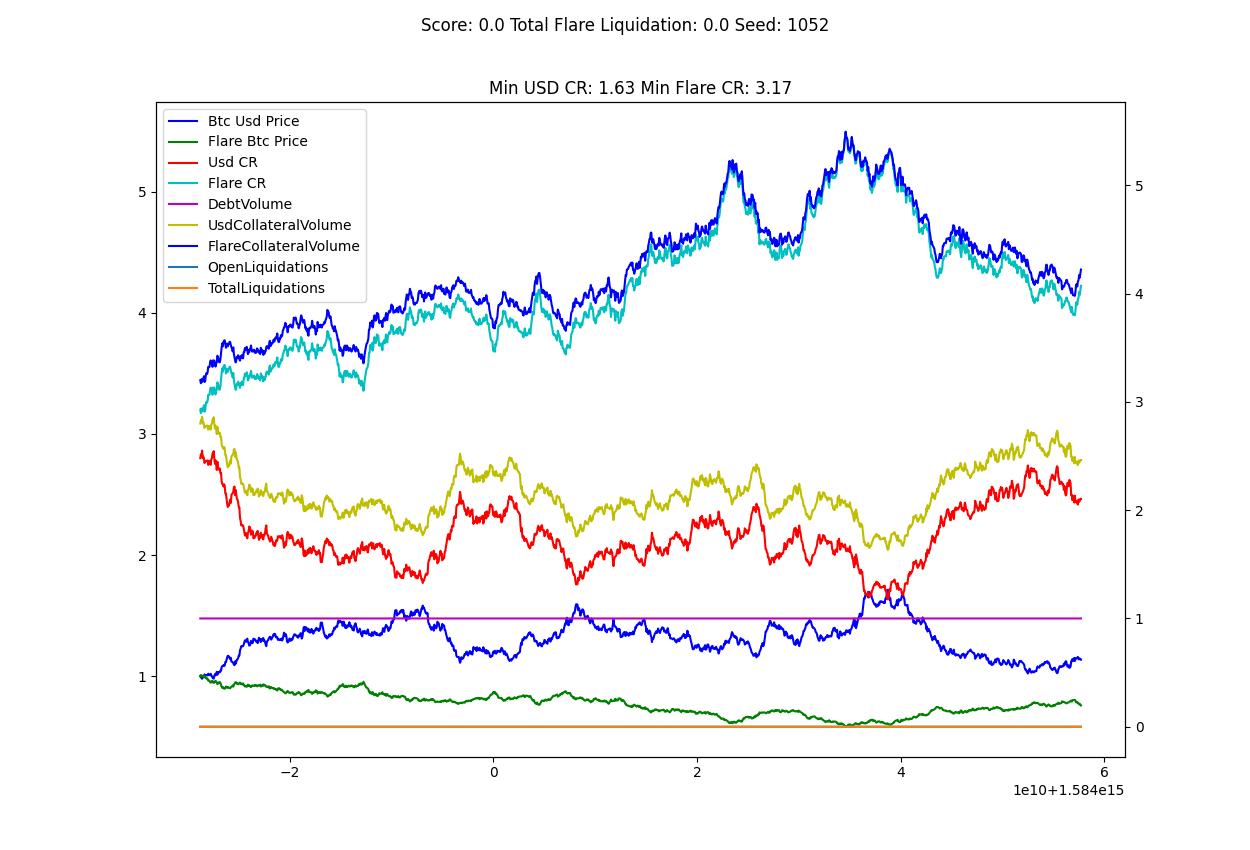 Score: 0.0 Total Flare Liquidation: 0.0 Seed: 1052
Min USD CR: 1.63 Min Flare CR: 3.17
Btc Usd Price
Flare Btc Price
Usd CR
Flare CR
DebtVolume
UsdCollateralVolume
FlareCollateralVolume
OpenLiquidations
TotalLiquidations
5
4
3
2
1
5
4
3
2
1
0
−2
0
2
4
6
1e10+1.584e15